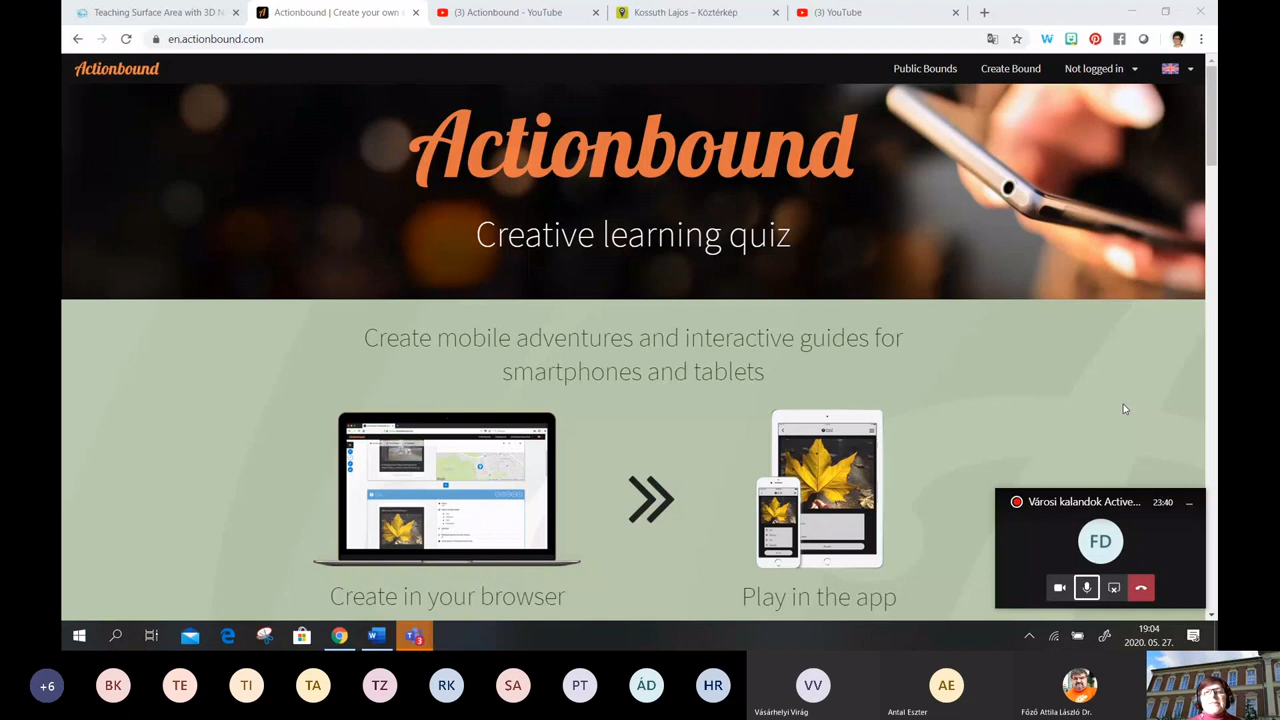 Teaching Surface Area with 3D N
Actionbound | Create your own
(3) Actionbound - YouTube
Kossuth Lajos – Köztérkép
(3) YouTube
en.actionbound.com
Actionbound
Public Bounds
Create Bound
Not logged in
Actionbound
Creative learning quiz
Create mobile adventures and interactive guides for
smartphones and tablets
Create in your browser
Play in the app
Városi kalandok Active...
23:40
FD
19:04
2020. 05. 27.
+6
BK
TE
TI
TA
TZ
RK
SA
PT
ÁD
HR
VV
Vásárhelyi Virág
AE
Antal Eszter
Főző Attila László Dr.